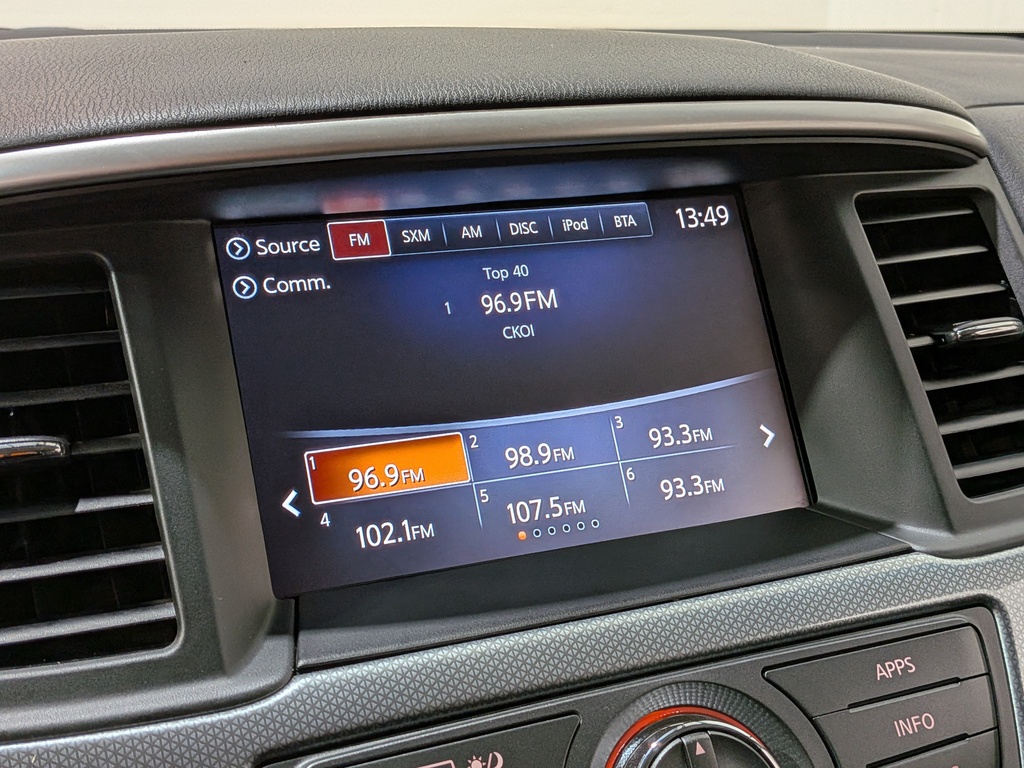 Source FM SXM AM DISC iPod BTA 13:49
Comm.
Top 40
1 96.9FM
CKOI
1 96.9FM 2 98.9FM 3 93.3FM
4 102.1FM 5 107.5FM 6 93.3FM
APPS
INFO